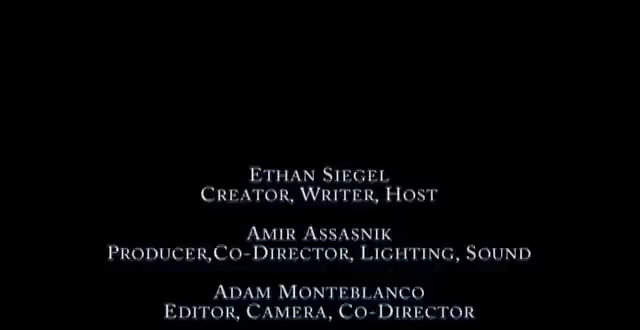 Ethan Siegel
Creator, Writer, Host
Amir Assasnik
Producer,Co-Director, Lighting, Sound
Adam Monteblanco
Editor, Camera, Co-Director